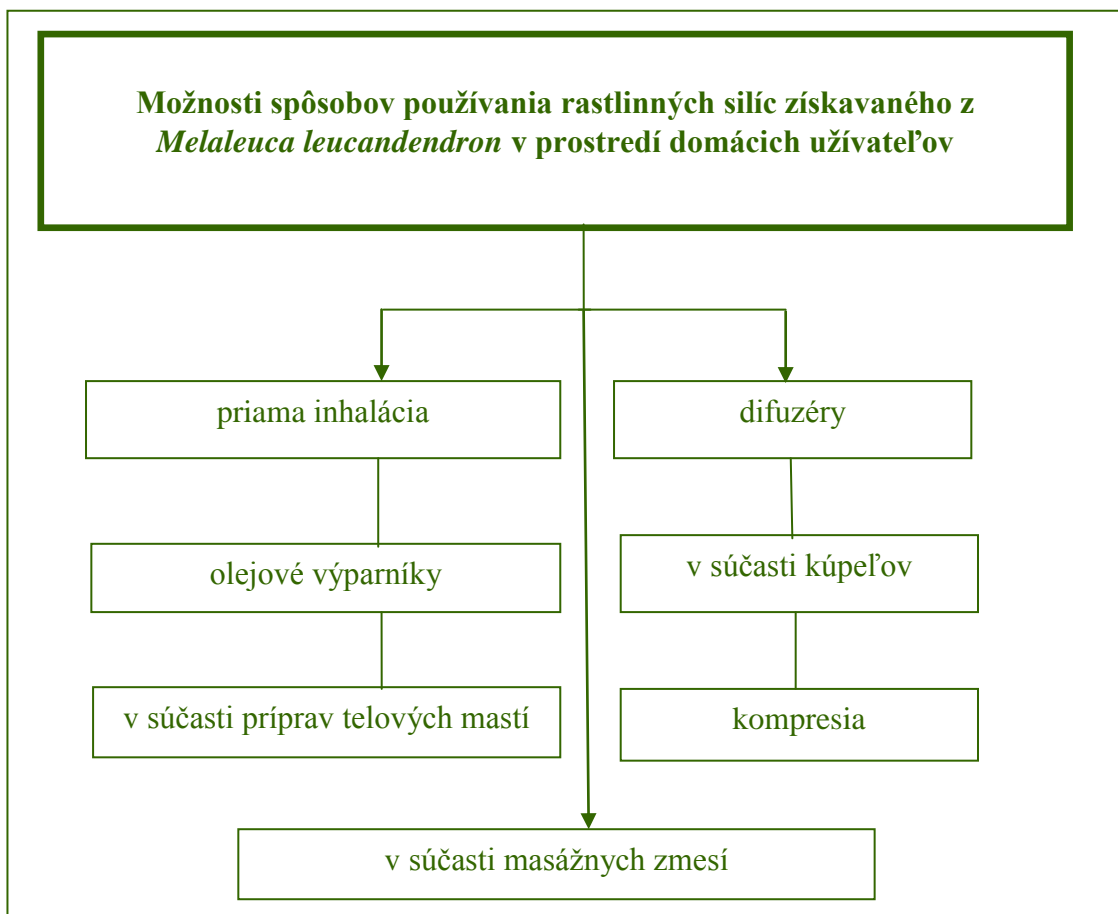 Možnosti spôsobov používania rastlinných silíc získavaného z
Melaleuca leucandendron v prostredí domácich užívateľov
priama inhalácia
difuzéry
olejové výparníky
v súčasti kúpeľov
v súčasti príprav telových mastí
kompresia
v súčasti masážnych zmesí